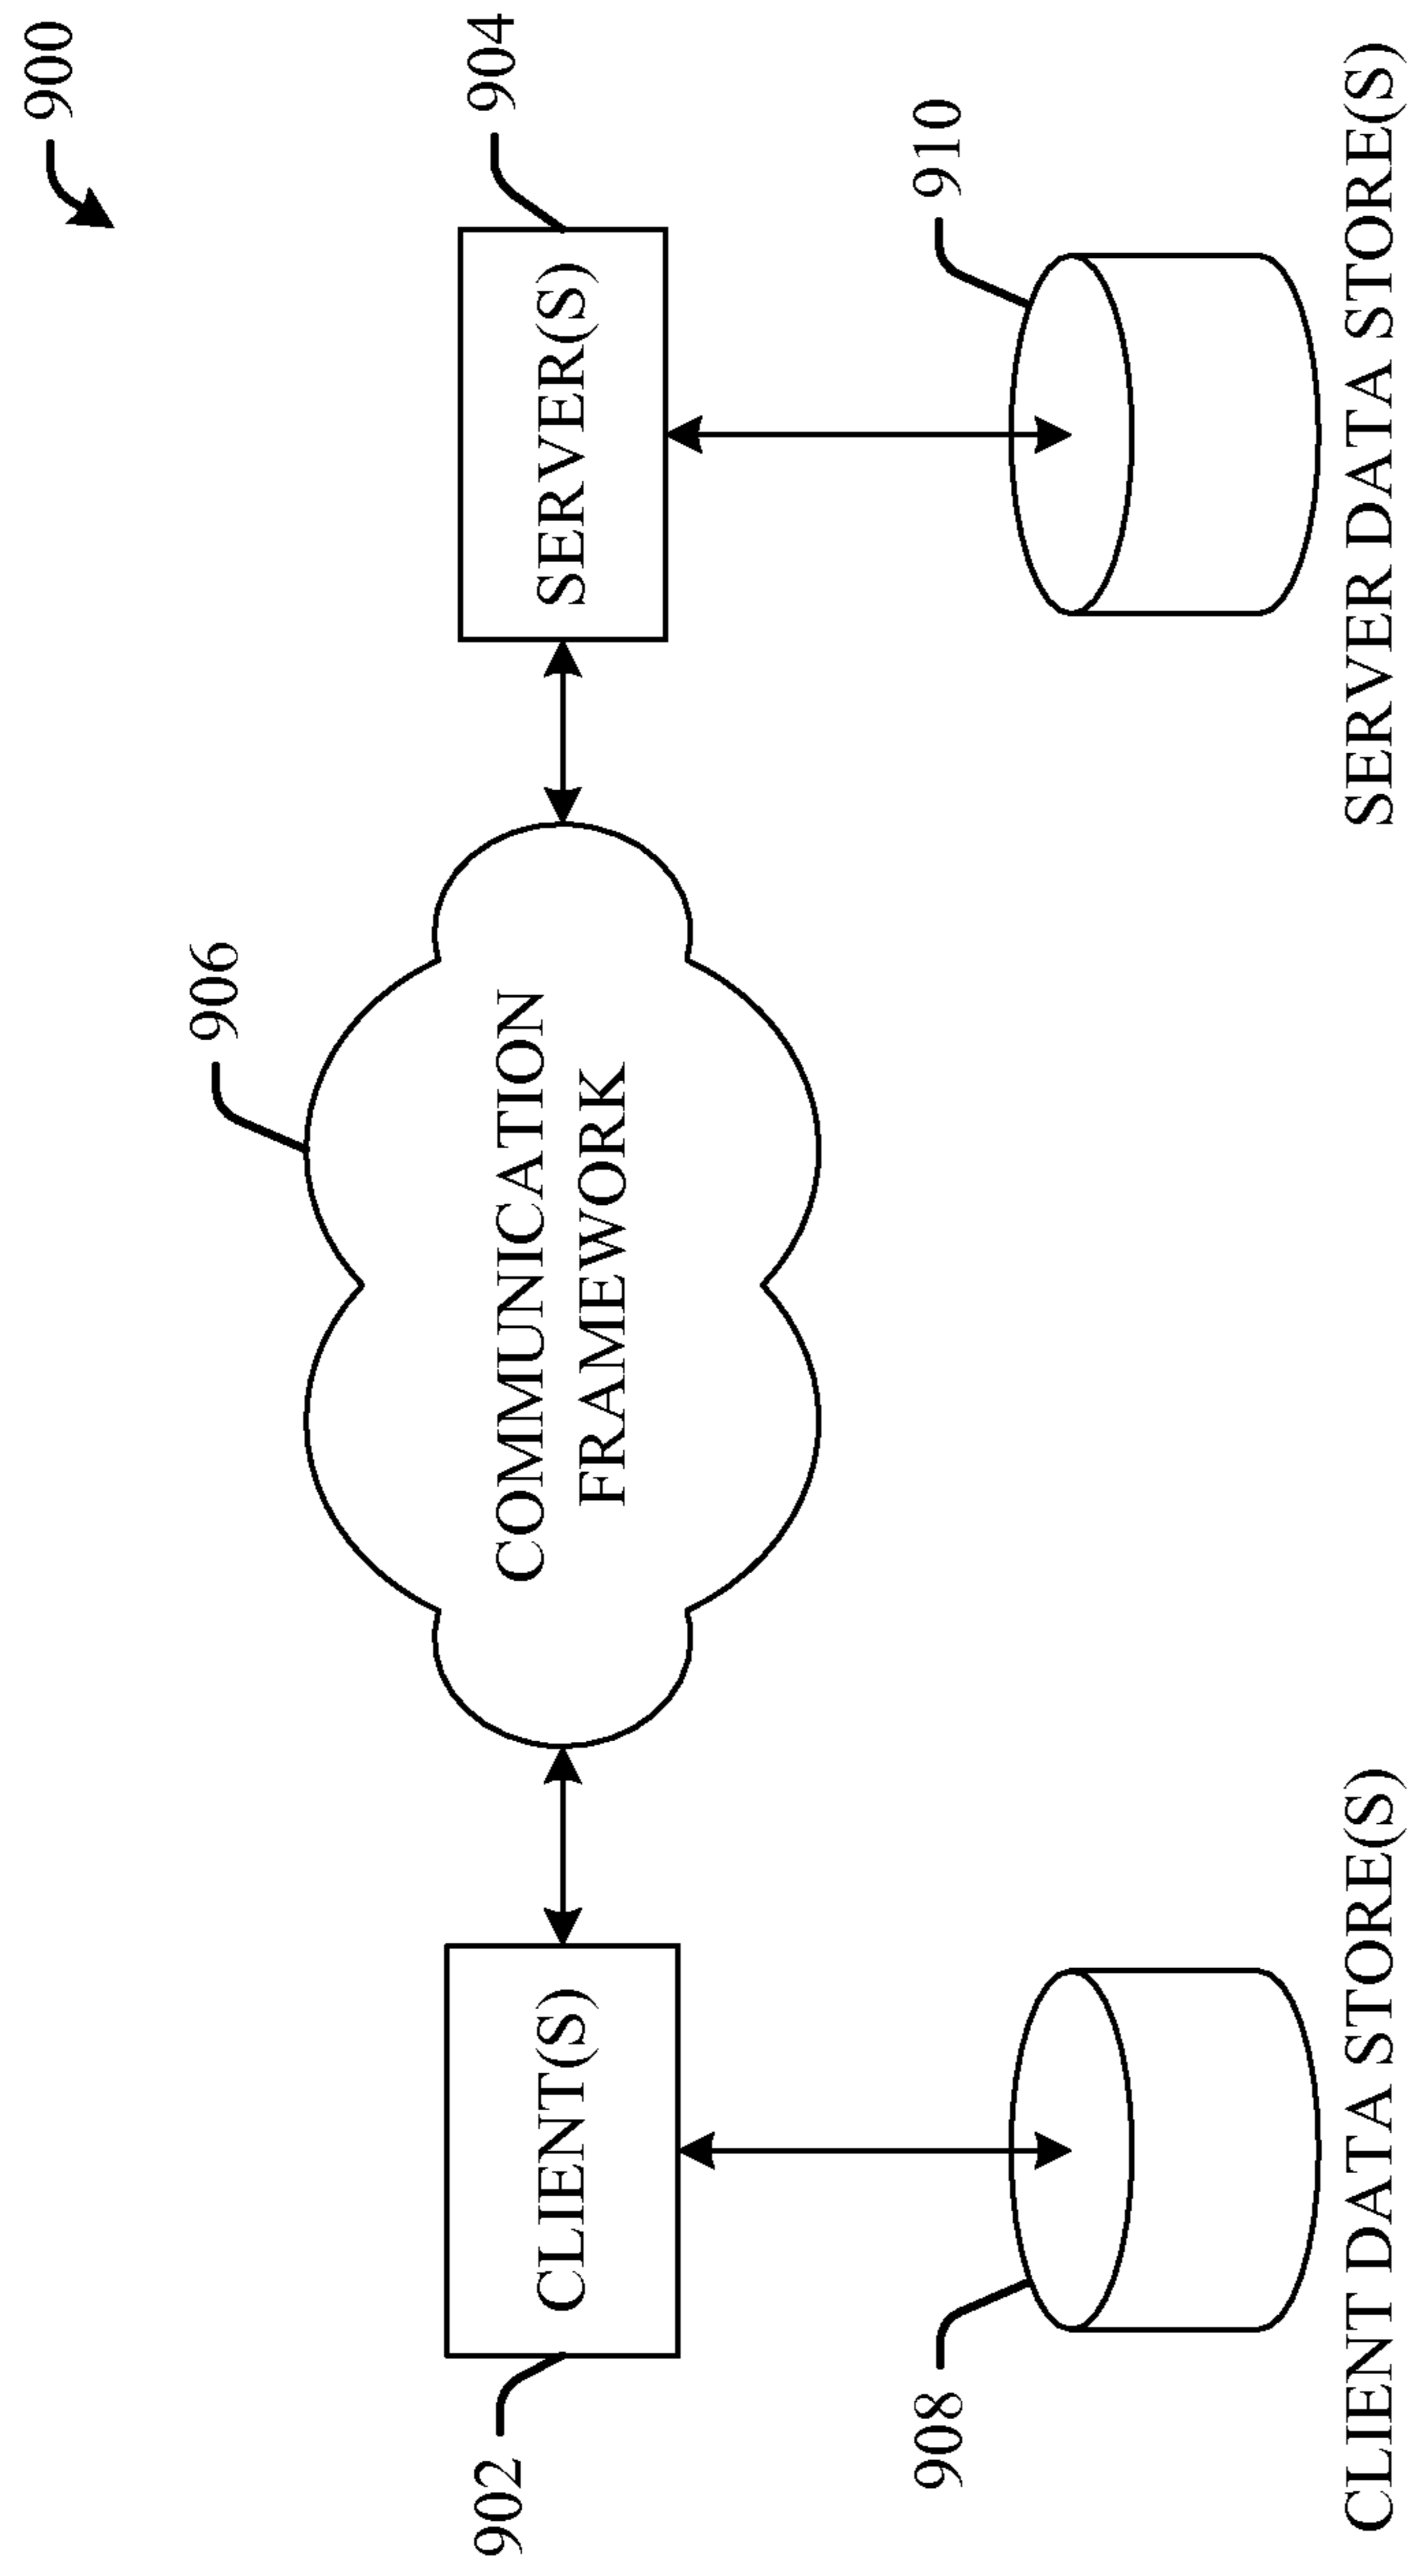 900
906
902
CLIENT(S)
COMMUNICATION
FRAMEWORK
SERVER(S)
904
908
910
CLIENT DATA STORE(S)
SERVER DATA STORE(S)